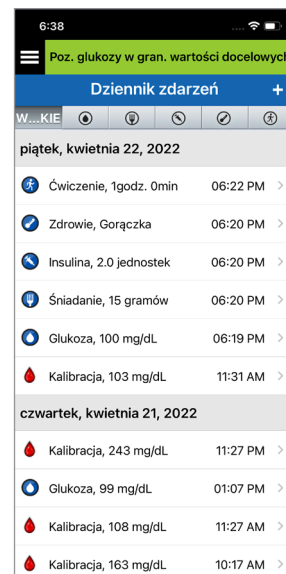 6:38
Poz. glukozy w gran. wartości docelowych
Dziennik zdarzeń +
W...KIE
piątek, kwietnia 22, 2022
Ćwiczenie, 1godz. 0min 06:22 PM
Zdrowie, Gorączka 06:20 PM
Insulina, 2.0 jednostek 06:20 PM
Śniadanie, 15 gramów 06:20 PM
Glukoza, 100 mg/dL 06:19 PM
Kalibracja, 103 mg/dL 11:31 AM
czwartek, kwietnia 21, 2022
Kalibracja, 243 mg/dL 11:27 PM
Glukoza, 99 mg/dL 01:07 PM
Kalibracja, 108 mg/dL 11:27 AM
Kalibracja, 163 mg/dL 10:17 AM